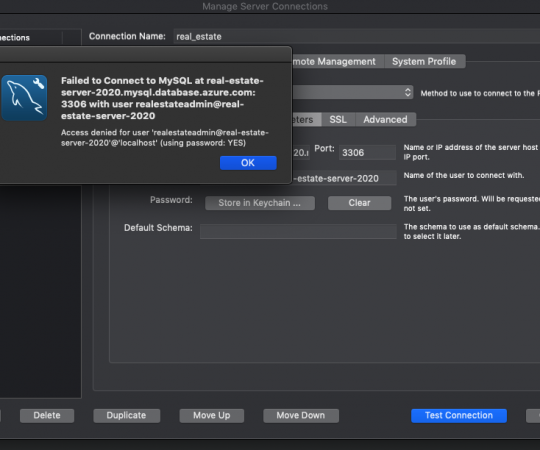 Manage Server Connections
Connection Name: real_estate
Failed to Connect to MySQL at real-estate-
server-2020.mysql.database.azure.com:
3306 with user realestateadmin@real-
estate-server-2020
Access denied for user 'realestateadmin@real-estate-
server-2020'@'localhost' (using password: YES)
OK
Management System Profile
Method to use to connect to the
SSL Advanced
Port: 3306 Name or IP address of the server host
IP port.
-estate-server-2020 Name of the user to connect with.
Password: Store in Keychain ... Clear The user's password. Will be requested
not set.
Default Schema: The schema to use as default schema.
to select it later.
Delete Duplicate Move Up Move Down Test Connection